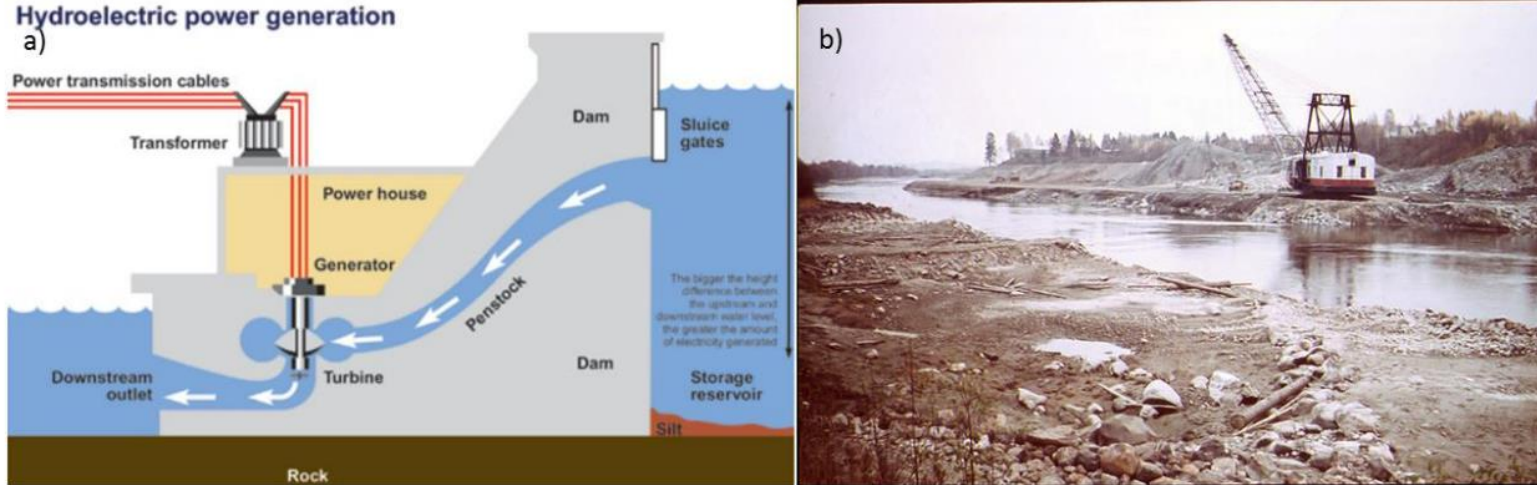 Hydroelectric power generation
a)
b)
Power transmission cables
Transformer
Dam
Sluice
gates
Power house
Generator
The bigger the height
difference between
the upstream and
downstream water level,
the greater the amount
of electricity generated
Penstock
Downstream
outlet
Turbine
Dam
Storage
reservoir
Silt
Rock